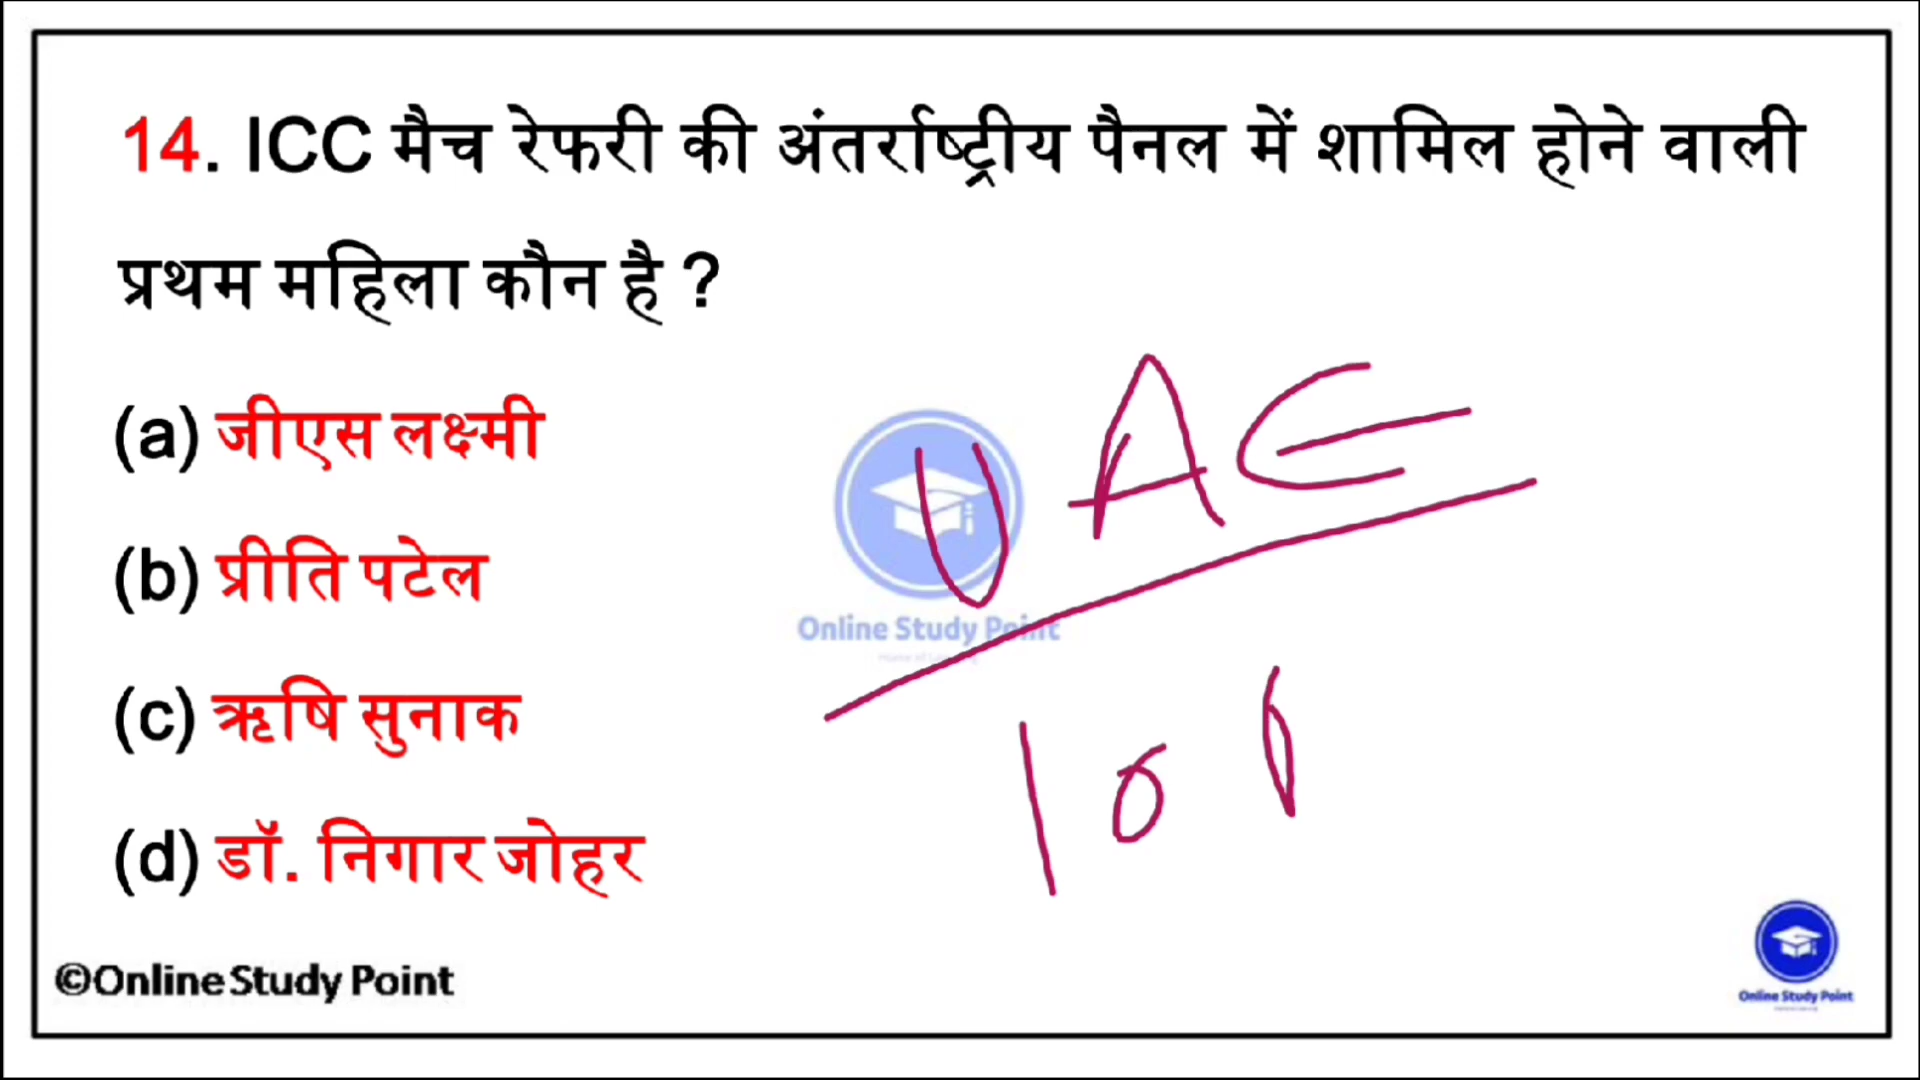 14. ICC मैच रेफरी की अंतर्राष्ट्रीय पैनल में शामिल होने वाली
प्रथम महिला कौन है ?
(a) जीएस लक्ष्मी
(b) प्रीति पटेल
(c) ऋषि सुनाक
(d) डॉ. निगार जोहर
UAE
Online Study Point
©Online Study Point
Online Study Point